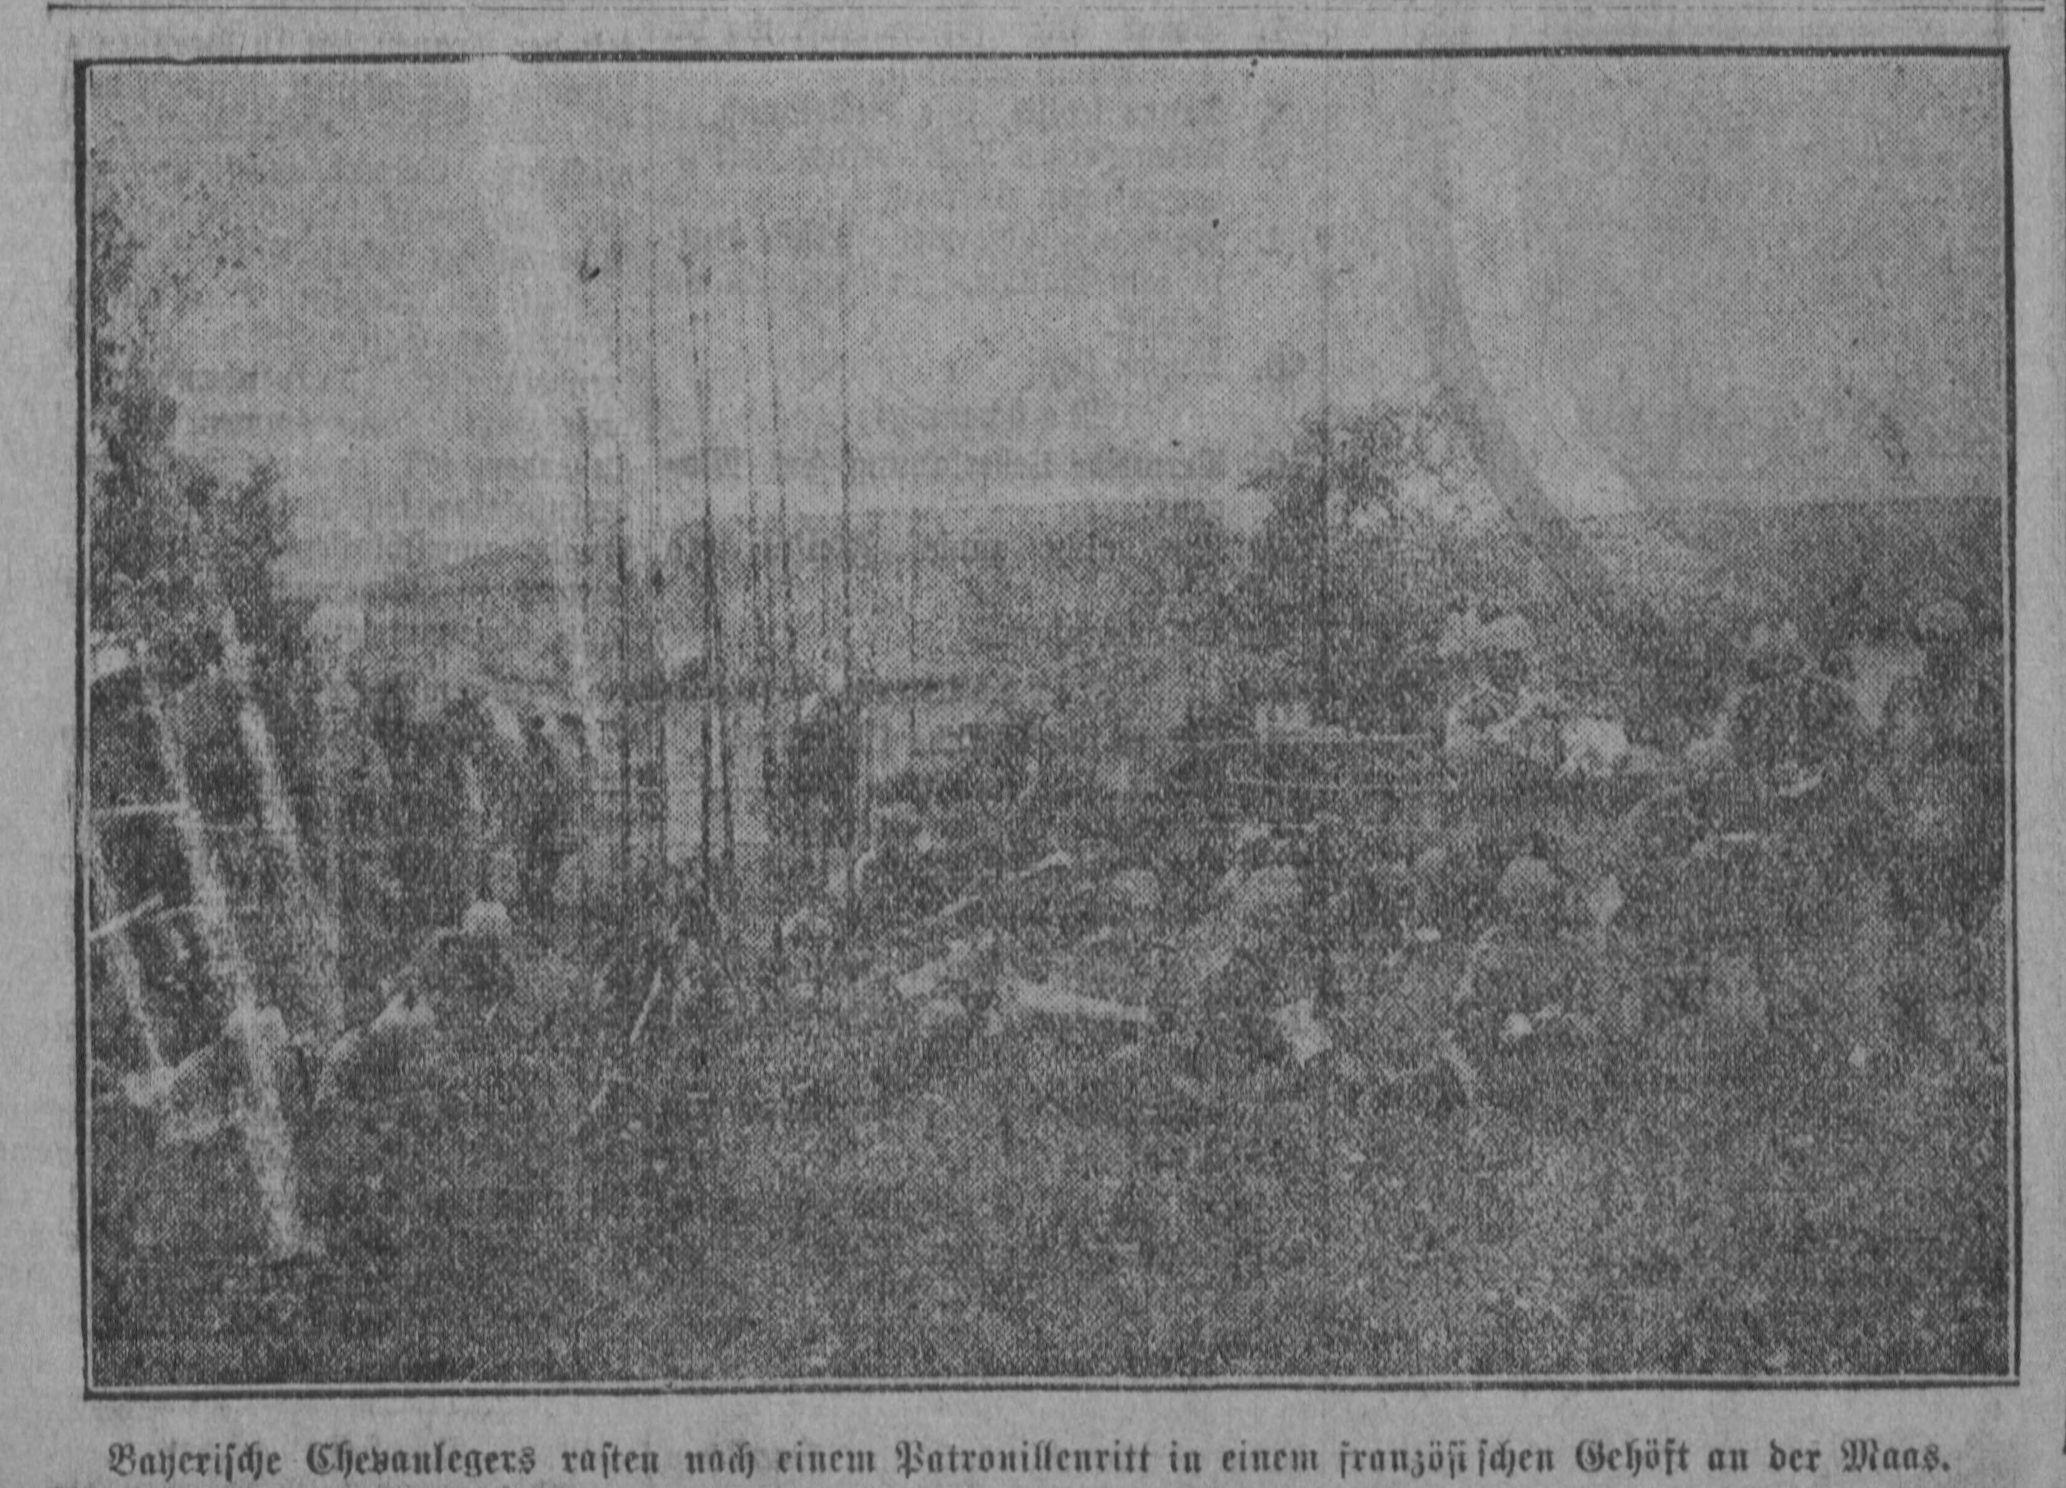 Bayerische Chevaulegers rasten nach einem Patrouillenritt in einem französischen Gehöft an der Maas.